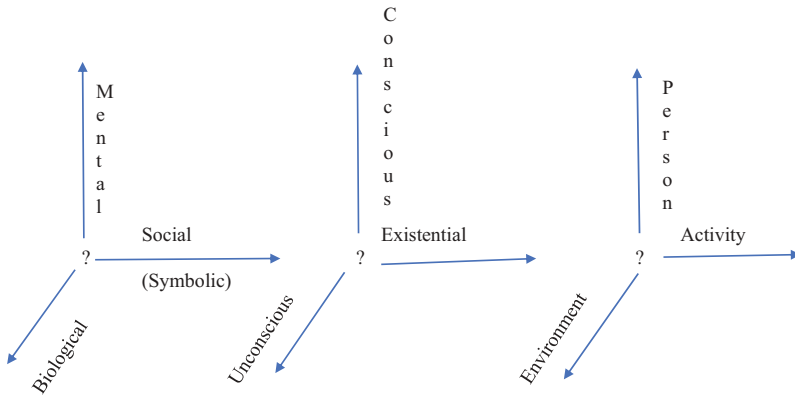 Mental
Social
?
(Symbolic)
Biological
Conscious
Existential
?
Unconscious
Person
Activity
?
Environment